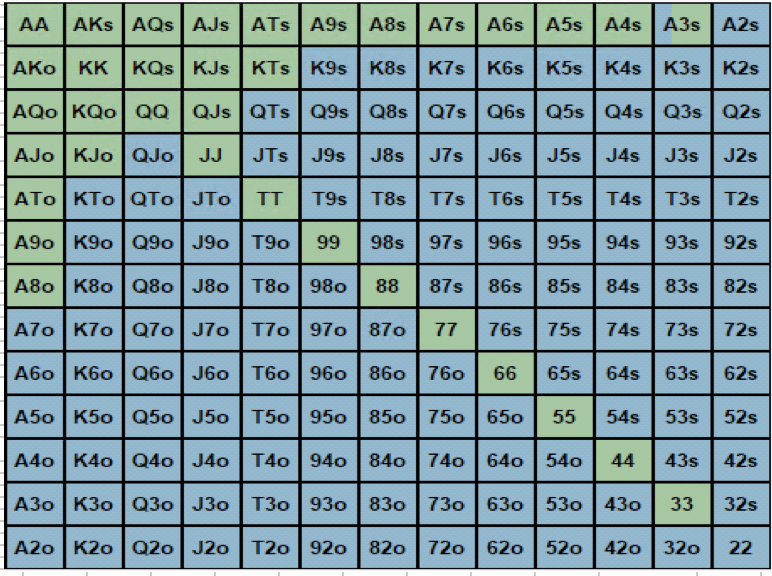 AA AKs AQs AJs ATs A9s A8s A7s A6s A5s A4s A3s A2s
AKo KK KQs KJs KTs K9s K8s K7s K6s K5s K4s K3s K2s
AQo KQo QQ QJs QTs Q9s Q8s Q7s Q6s Q5s Q4s Q3s Q2s
AJo KJo QJo JJ JTs J9s J8s J7s J6s J5s J4s J3s J2s
ATo KTo QTo JTo TT T9s T8s T7s T6s T5s T4s T3s T2s
A9o K9o Q9o J9o T9o 99 98s 97s 96s 95s 94s 93s 92s
A8o K8o Q8o J8o T8o 98o 88 87s 86s 85s 84s 83s 82s
A7o K7o Q7o J7o T7o 97o 87o 77 76s 75s 74s 73s 72s
A6o K6o Q6o J6o T6o 96o 86o 76o 66 65s 64s 63s 62s
A5o K5o Q5o J5o T5o 95o 85o 75o 65o 55 54s 53s 52s
A4o K4o Q4o J4o T4o 94o 84o 74o 64o 54o 44 43s 42s
A3o K3o Q3o J3o T3o 93o 83o 73o 63o 53o 43o 33 32s
A2o K2o Q2o J2o T2o 92o 82o 72o 62o 52o 42o 32o 22